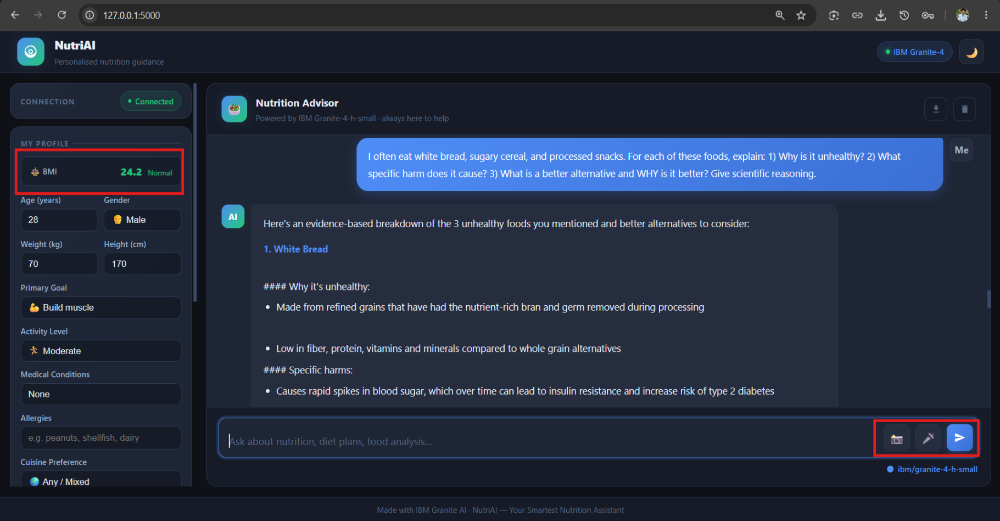 127.0.0.1:5000
NutriAI
Personalised nutrition guidance
IBM Granite-4
CONNECTION
Connected
MY PROFILE
BMI
24.2 Normal
Age (years)
Gender
28
Male
Weight (kg)
Height (cm)
70
170
Primary Goal
Build muscle
Activity Level
Moderate
Medical Conditions
None
Allergies
e.g. peanuts, shellfish, dairy
Cuisine Preference
Any / Mixed
Nutrition Advisor
Powered by IBM Granite-4-h-small · always here to help
I often eat white bread, sugary cereal, and processed snacks. For each of these foods, explain: 1) Why is it unhealthy? 2) What
specific harm does it cause? 3) What is a better alternative and WHY is it better? Give scientific reasoning.
Me
AI
Here's an evidence-based breakdown of the 3 unhealthy foods you mentioned and better alternatives to consider:
1. White Bread
#### Why it's unhealthy:
• Made from refined grains that have had the nutrient-rich bran and germ removed during processing
• Low in fiber, protein, vitamins and minerals compared to whole grain alternatives
#### Specific harms:
• Causes rapid spikes in blood sugar, which over time can lead to insulin resistance and increase risk of type 2 diabetes
Ask about nutrition, diet plans, food analysis...
ibm/granite-4-h-small
Made with IBM Granite AI · NutriAI — Your Smartest Nutrition Assistant